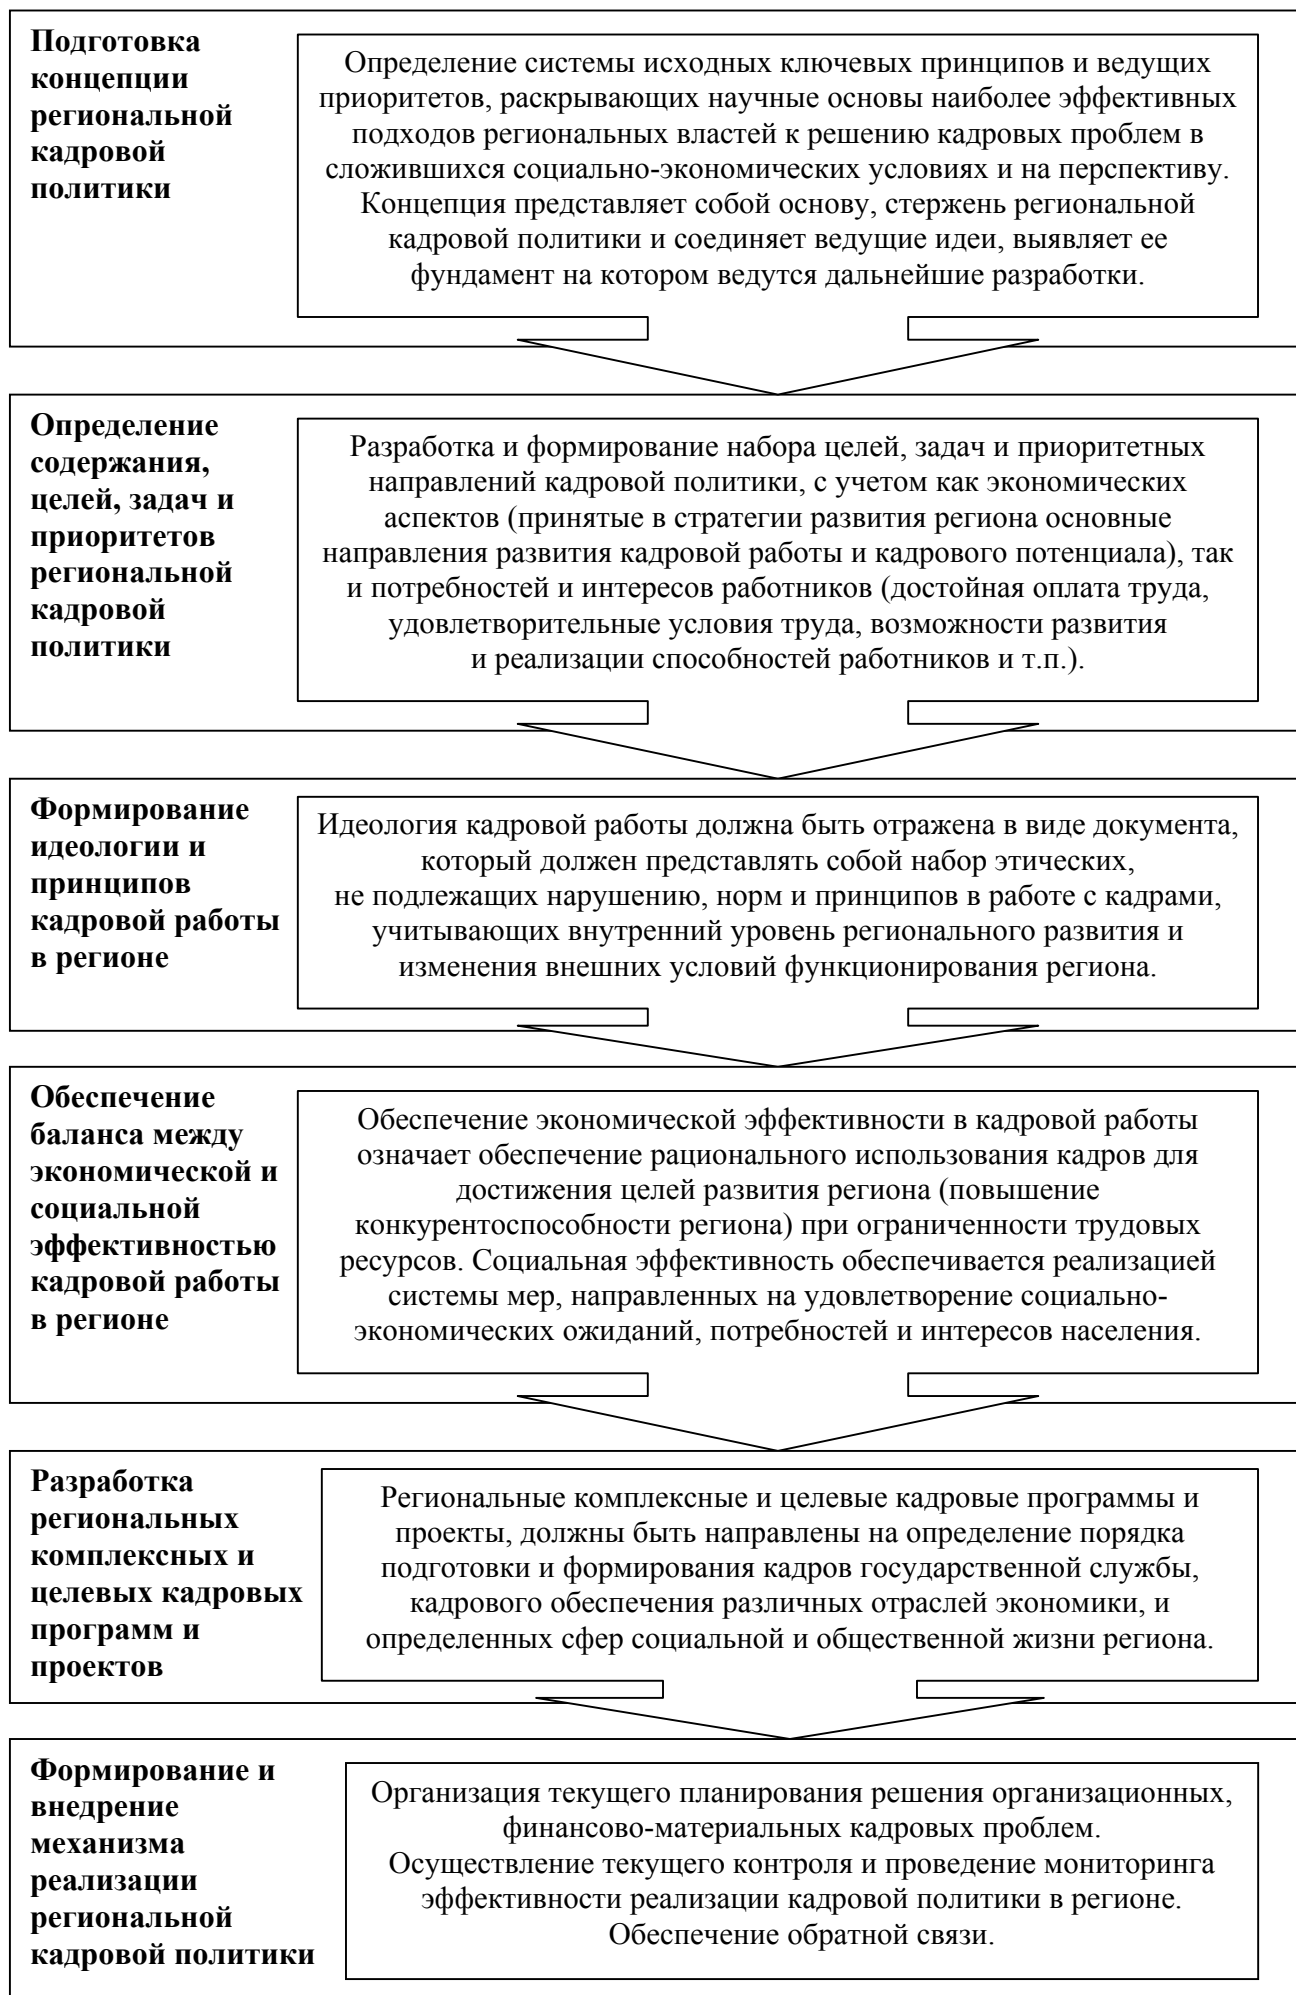 Подготовка
концепции
региональной
кадровой
политики
Определение системы исходных ключевых принципов и ведущих
приоритетов, раскрывающих научные основы наиболее эффективных
подходов региональных властей к решению кадровых проблем в
сложившихся социально-экономических условиях и на перспективу.
Концепция представляет собой основу, стержень региональной
кадровой политики и соединяет ведущие идеи, выявляет ее
фундамент на котором ведутся дальнейшие разработки.
Определение
содержания,
целей, задач и
приоритетов
региональной
кадровой
политики
Разработка и формирование набора целей, задач и приоритетных
направлений кадровой политики, с учетом как экономических
аспектов (принятые в стратегии развития региона основные
направления развития кадровой работы и кадрового потенциала), так
и потребностей и интересов работников (достойная оплата труда,
удовлетворительные условия труда, возможности развития
и реализации способностей работников и т.п.).
Формирование
идеологии и
принципов
кадровой работы
в регионе
Идеология кадровой работы должна быть отражена в виде документа,
который должен представлять собой набор этических,
не подлежащих нарушению, норм и принципов в работе с кадрами,
учитывающих внутренний уровень регионального развития и
изменения внешних условий функционирования региона.
Обеспечение
баланса между
экономической и
социальной
эффективностью
кадровой работы
в регионе
Обеспечение экономической эффективности в кадровой работы
означает обеспечение рационального использования кадров для
достижения целей развития региона (повышение
конкурентоспособности региона) при ограниченности трудовых
ресурсов. Социальная эффективность обеспечивается реализацией
системы мер, направленных на удовлетворение социально-
экономических ожиданий, потребностей и интересов населения.
Разработка
региональных
комплексных и
целевых кадровых
программ и
проектов
Региональные комплексные и целевые кадровые программы и
проекты, должны быть направлены на определение порядка
подготовки и формирования кадров государственной службы,
кадрового обеспечения различных отраслей экономики, и
определенных сфер социальной и общественной жизни региона.
Формирование и
внедрение
механизма
реализации
региональной
кадровой политики
Организация текущего планирования решения организационных,
финансово-материальных кадровых проблем.
Осуществление текущего контроля и проведение мониторинга
эффективности реализации кадровой политики в регионе.
Обеспечение обратной связи.